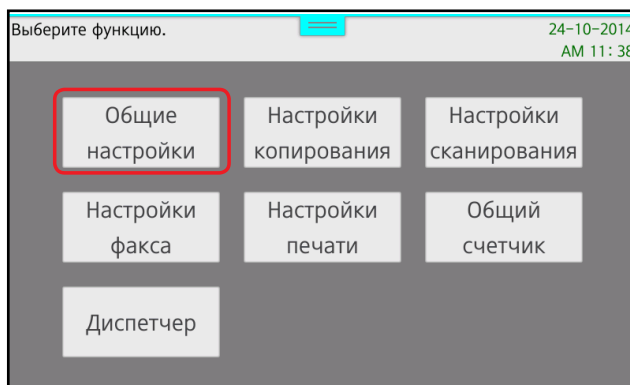 Выберите функцию.
24-10-2014
AM 11:38
Общие
настройки
Настройки
копирования
Настройки
сканирования
Настройки
факса
Настройки
печати
Общий
счетчик
Диспетчер